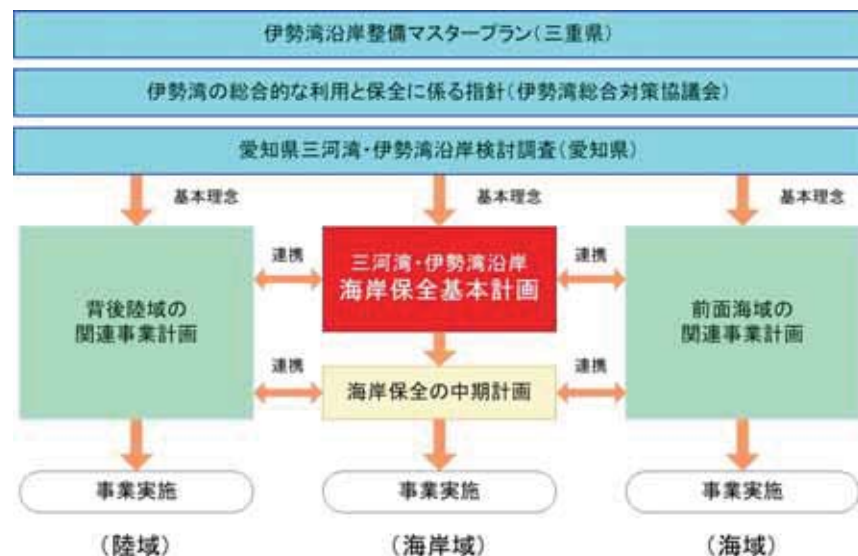 伊勢湾沿岸整備マスタープラン(三重県)
伊勢湾の総合的な利用と保全に係る指針(伊勢湾総合対策協議会)
愛知県三河湾・伊勢湾沿岸検討調査(愛知県)
基本理念
基本理念
基本理念
背後陸域の
関連事業計画
連携
三河湾・伊勢湾沿岸
海岸保全基本計画
連携
前面海域の
関連事業計画
連携
海岸保全の中期計画
連携
事業実施
事業実施
事業実施
(陸域)
(海岸域)
(海域)